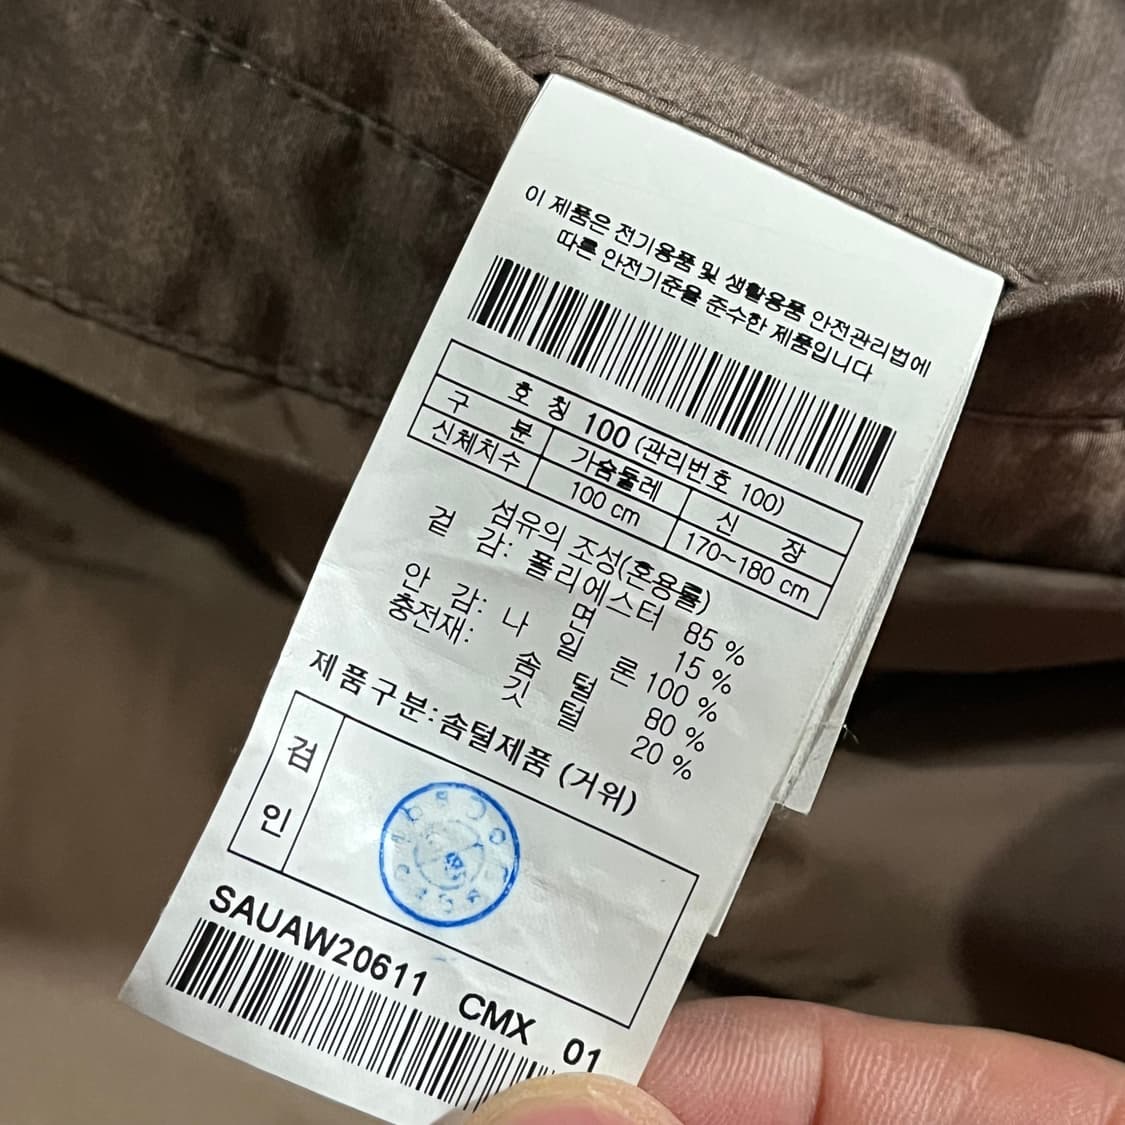 이 제품은 전기용품 및 생활용품 안전관리법에
따른 안전기준을 준수한 제품입니다
호 칭 100 (관리번호 100)
구 분 가슴둘레 신 장
신체치수 100 cm 170~180 cm
섬유의 조성(혼용률)
겉 감: 폴리에스터 85 %
면 15 %
안 감: 나 일 론 100 %
충전재: 솜 털 80 %
깃 털 20 %
제품구분:솜털제품 (거위)
검
인
SAUAW20611 CMX 01